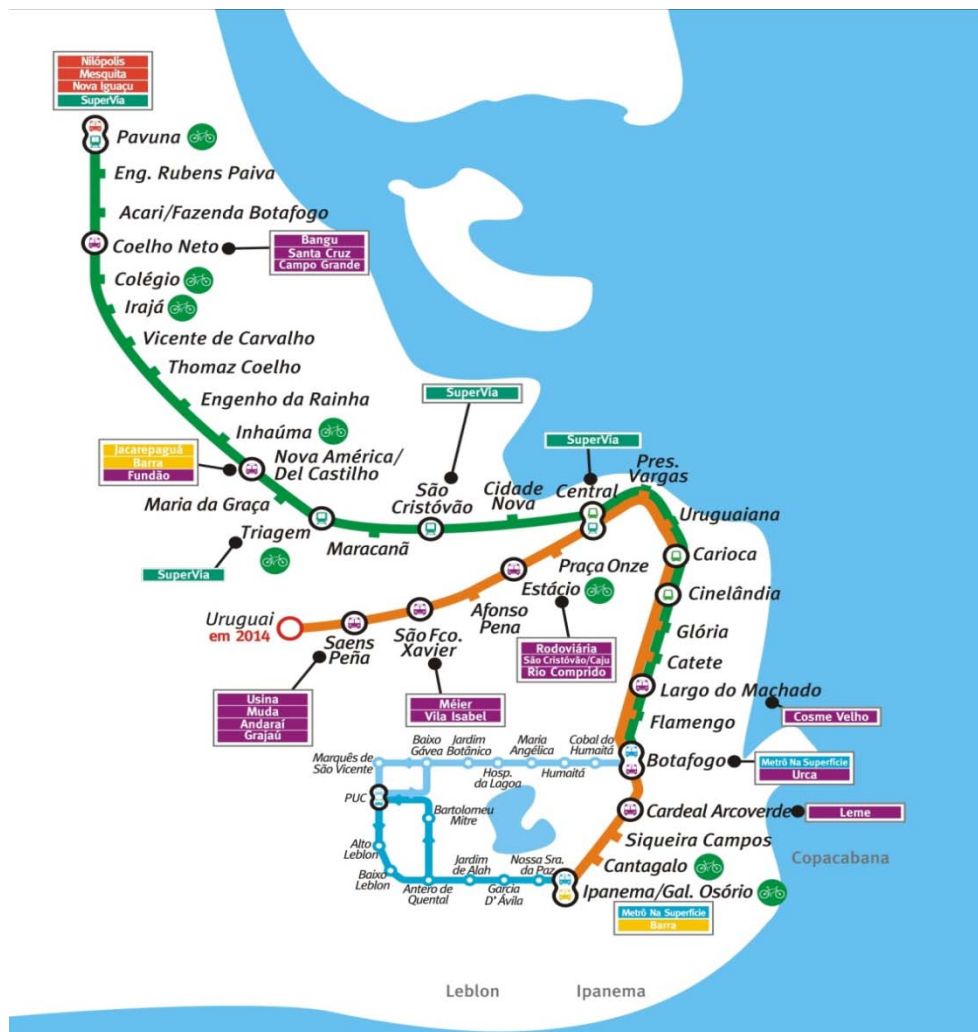 Nilópolis
Mesquita
Nova Iguaçu
SuperVia
Pavuna
Eng. Rubens Paiva
Acari/Fazenda Botafogo
Coelho Neto
Bangu
Santa Cruz
Campo Grande
Colégio
Irajá
Vicente de Carvalho
Thomaz Coelho
Engenho da Rainha
Inhaúma
SuperVia
Jacarepaguá
Barra
Fundão
Nova América/
Del Castilho
Maria da Graça
Triagem
SuperVia
Maracanã
São
Cristóvão
Cidade
Nova
SuperVia
Central
Pres.
Vargas
Uruguaiana
Carioca
Cinelândia
Praça Onze
Estácio
Rodoviária
São Cristóvão/Caju
Rio Comprido
Afonso
Pena
São Fco.
Xavier
Méier
Vila Isabel
Saens
Peña
Usina
Muda
Andaraí
Grajaú
Uruguai
em 2014
Glória
Catete
Largo do Machado
Cosme Velho
Flamengo
Botafogo
Metrô Na Superfície
Urca
Cardeal Arcoverde
Leme
Siqueira Campos
Copacabana
Cantagalo
Ipanema/Gal. Osório
Metrô Na Superfície
Barra
Marquês de
São Vicente
Baixo
Gávea
Jardim
Botânico
Hosp.
da Lagoa
Maria
Angélica
Humaitá
Cobal do
Humaitá
PUC
Bartolomeu
Mitre
Alto
Leblon
Baixo
Leblon
Antero de
Quental
Jardim
de Alah
Garcia
D' Ávila
Nossa Sra.
da Paz
Leblon
Ipanema